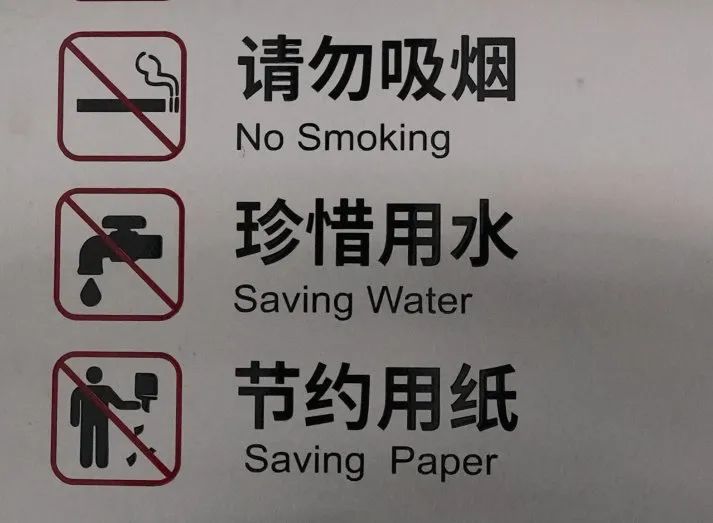 请勿吸烟
No Smoking
珍惜用水
Saving Water
节约用纸
Saving Paper